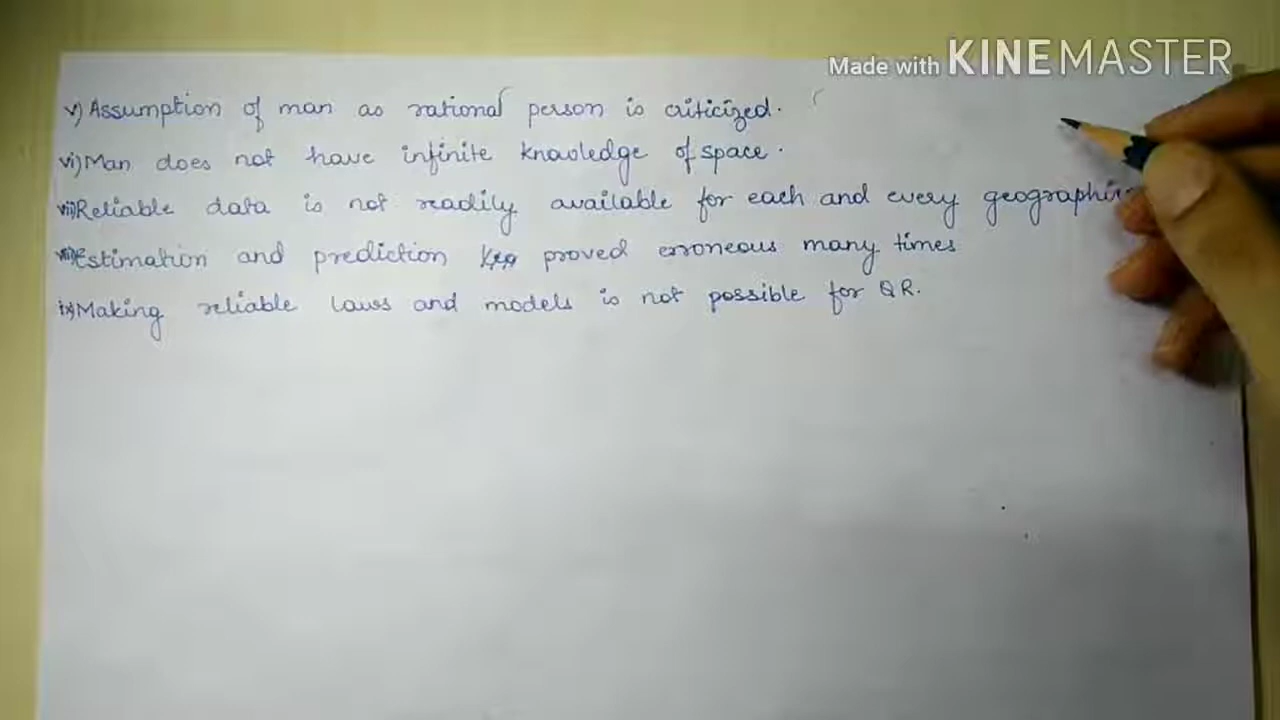 Made with KINEMASTER
v) Assumption of man as rational person is criticized.
vi) Man does not have infinite knowledge of space.
vii) Reliable data is not readily available for each and every
viii) Estimation and prediction proved erroneous many times
ix) Making reliable laws and models is not possible for QR.